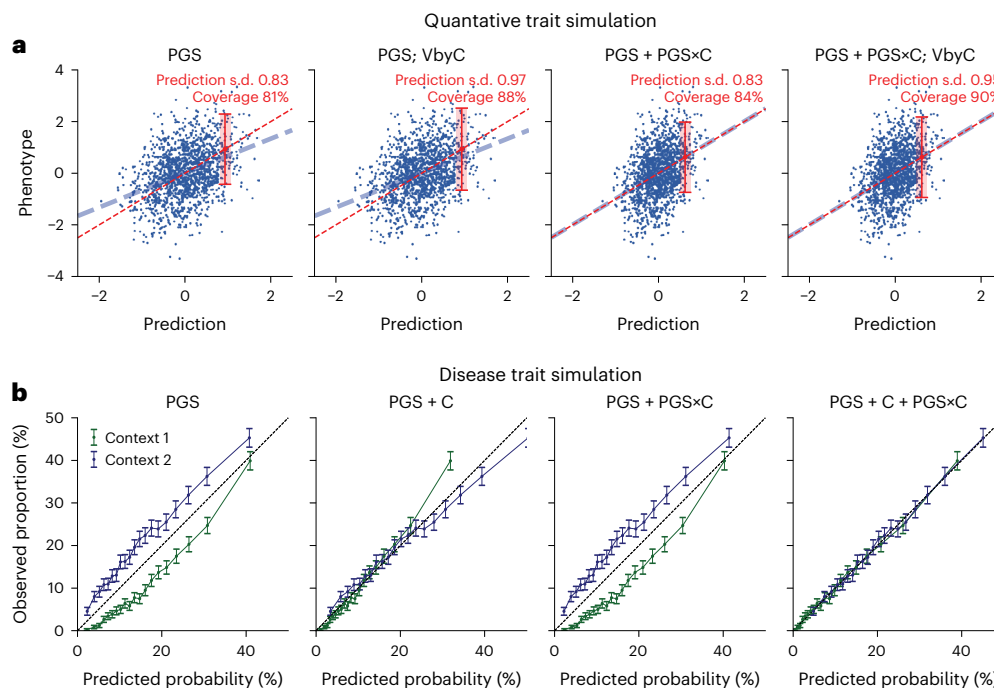 Quantative trait simulation
a
PGS
PGS; VbyC
PGS + PGS×C
PGS + PGS×C; VbyC
Phenotype
4
2
0
−2
−4
Prediction s.d. 0.83
Coverage 81%
Prediction s.d. 0.97
Coverage 88%
Prediction s.d. 0.83
Coverage 84%
Prediction s.d.
Coverage 90%
−2 0 2
−2 0 2
−2 0 2
−2 0 2
Prediction
Prediction
Prediction
Prediction
b
Disease trait simulation
PGS
PGS + C
PGS + PGS×C
PGS + C + PGS×C
Observed proportion (%)
50
40
30
20
10
0
Context 1
Context 2
0 20 40
0 20 40
0 20 40
0 20 40
Predicted probability (%)
Predicted probability (%)
Predicted probability (%)
Predicted probability (%)